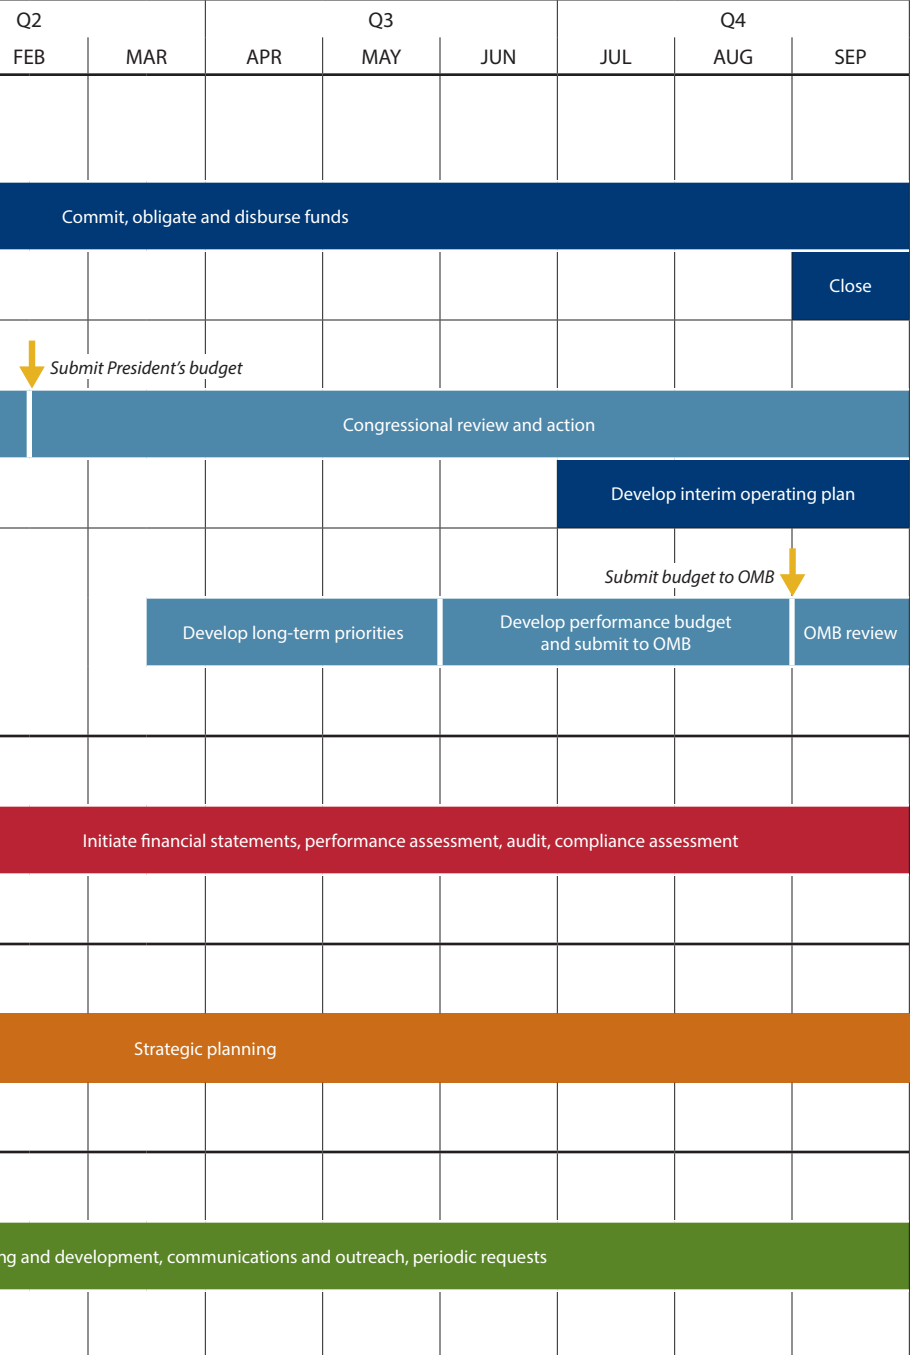 Q2 Q3 Q4
FEB MAR APR MAY JUN JUL AUG SEP
Commit, obligate and disburse funds
Close
Submit President’s budget
Congressional review and action
Develop interim operating plan
Submit budget to OMB
Develop long-term priorities
Develop performance budget
and submit to OMB
OMB review
Initiate financial statements, performance assessment, audit, compliance assessment
Strategic planning
ng and development, communications and outreach, periodic requests